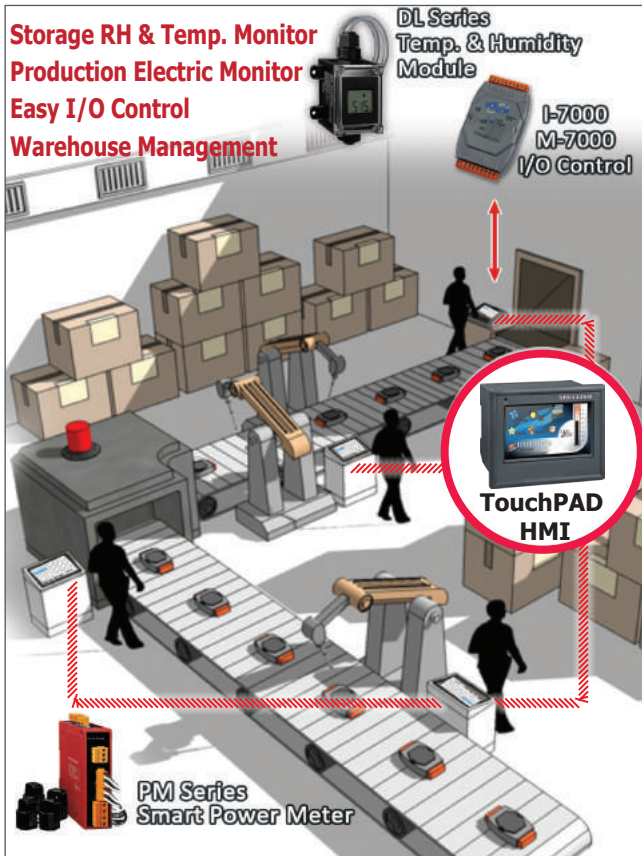 Storage RH & Temp. Monitor
Production Electric Monitor
Easy I/O Control
Warehouse Management
DL Series
Temp. & Humidity
Module
515
I-7000
M-7000
I/O Control
TouchPAD
HMI
PM Series
Smart Power Meter